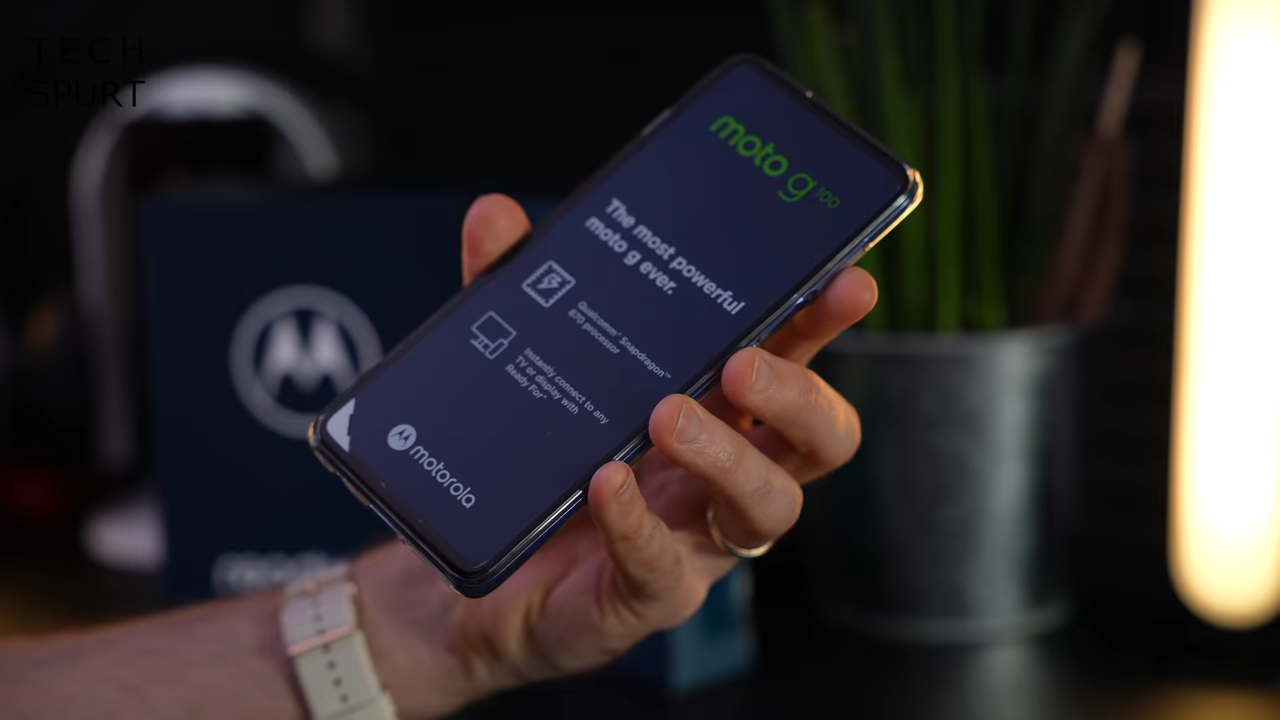 TECH
SPURT
moto g 100
The most powerful
moto g ever.
Qualcomm® Snapdragon™
870 processor
Instantly connect to any
TV or display with
Ready For*
motorola